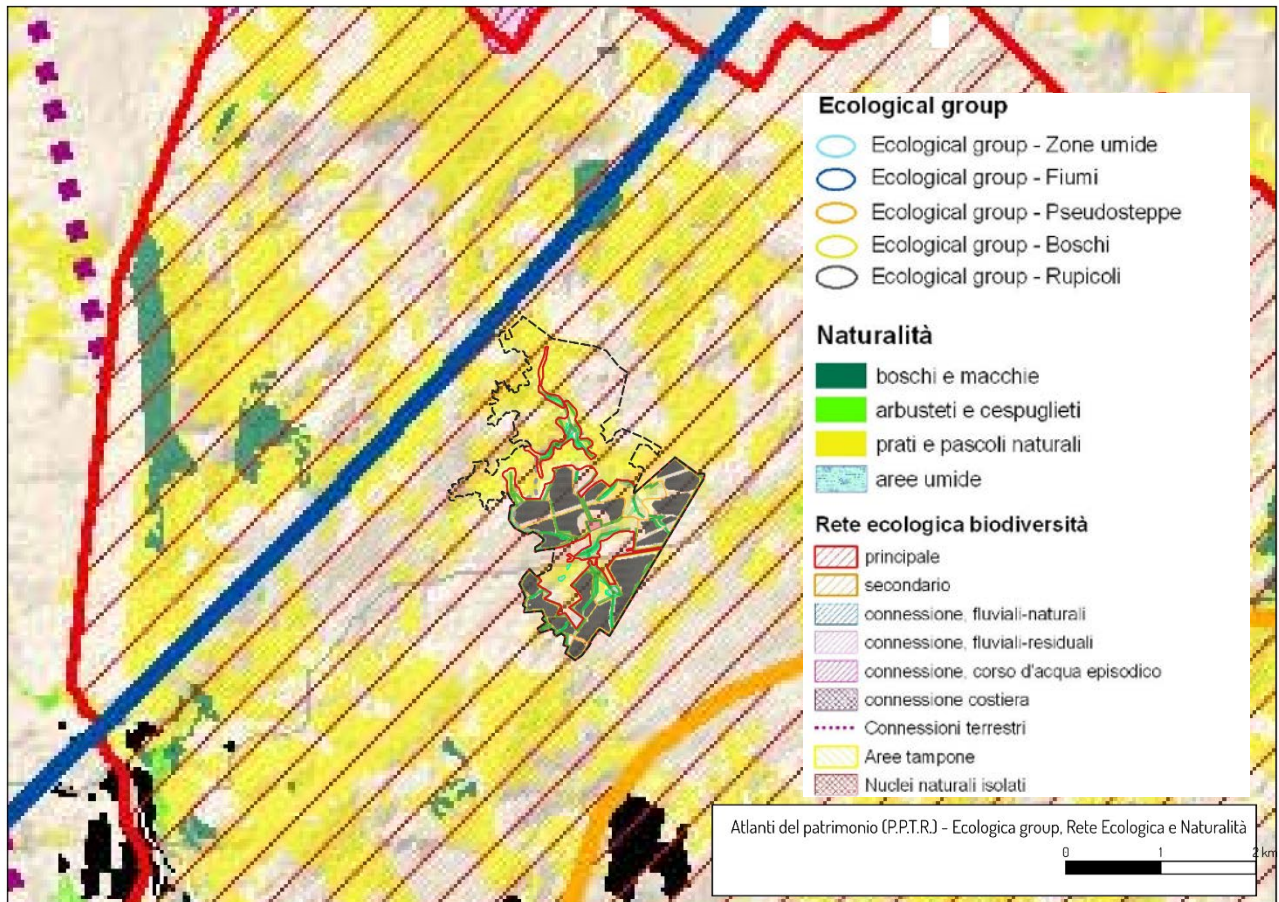 Ecological group
Ecological group - Zone umide
Ecological group - Fiumi
Ecological group - Pseudosteppe
Ecological group - Boschi
Ecological group - Rupicoli
Naturalità
boschi e macchie
arbusteti e cespuglieti
prati e pascoli naturali
aree umide
Rete ecologica biodiversità
principale
secondario
connessione, fluviali-naturali
connessione, fluviali-residuali
connessione, corso d'acqua episodico
connessione costiera
Connessioni terrestri
Aree tampone
Nuclei naturali isolati
Atlanti del patrimonio (P.P.T.R.) - Ecologica group, Rete Ecologica e Naturalità
0 1 2 km